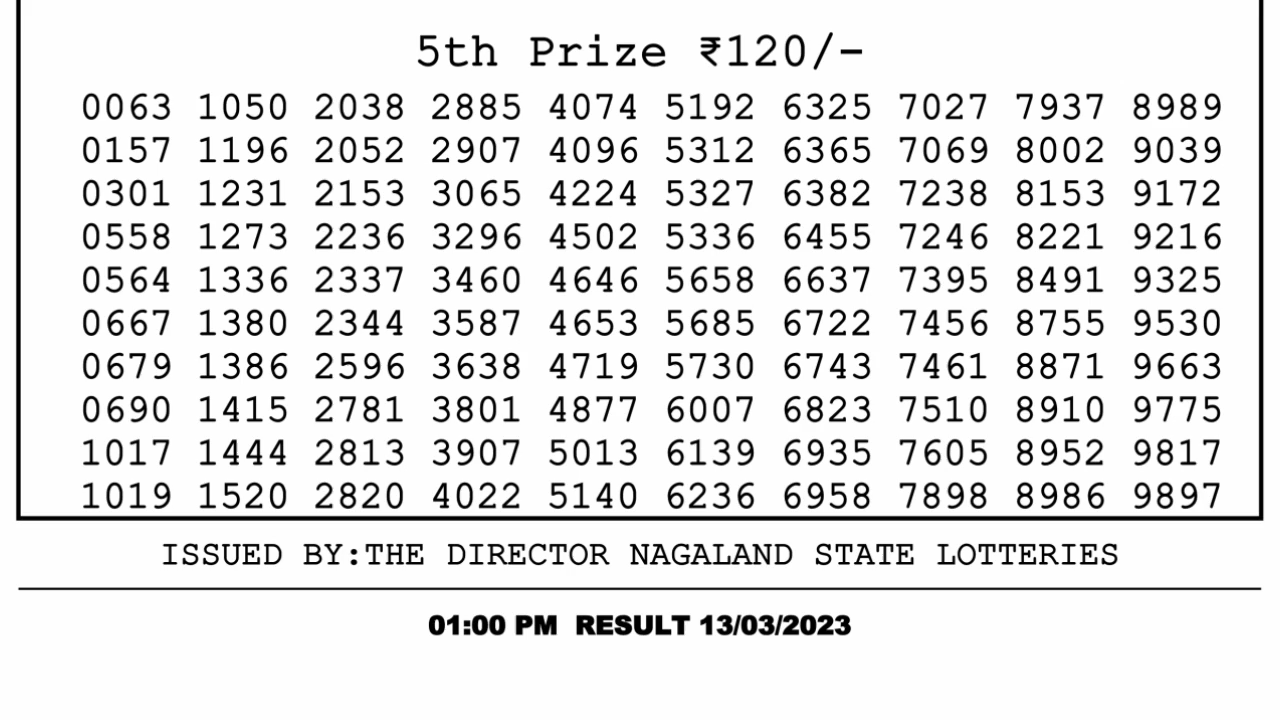 5th Prize ₹120/-
0063 1050 2038 2885 4074 5192 6325 7027 7937 8989
0157 1196 2052 2907 4096 5312 6365 7069 8002 9039
0301 1231 2153 3065 4224 5327 6382 7238 8153 9172
0558 1273 2236 3296 4502 5336 6455 7246 8221 9216
0564 1336 2337 3460 4646 5658 6637 7395 8491 9325
0667 1380 2344 3587 4653 5685 6722 7456 8755 9530
0679 1386 2596 3638 4719 5730 6743 7461 8871 9663
0690 1415 2781 3801 4877 6007 6823 7510 8910 9775
1017 1444 2813 3907 5013 6139 6935 7605 8952 9817
1019 1520 2820 4022 5140 6236 6958 7898 8986 9897
ISSUED BY:THE DIRECTOR NAGALAND STATE LOTTERIES
01:00 PM RESULT 13/03/2023